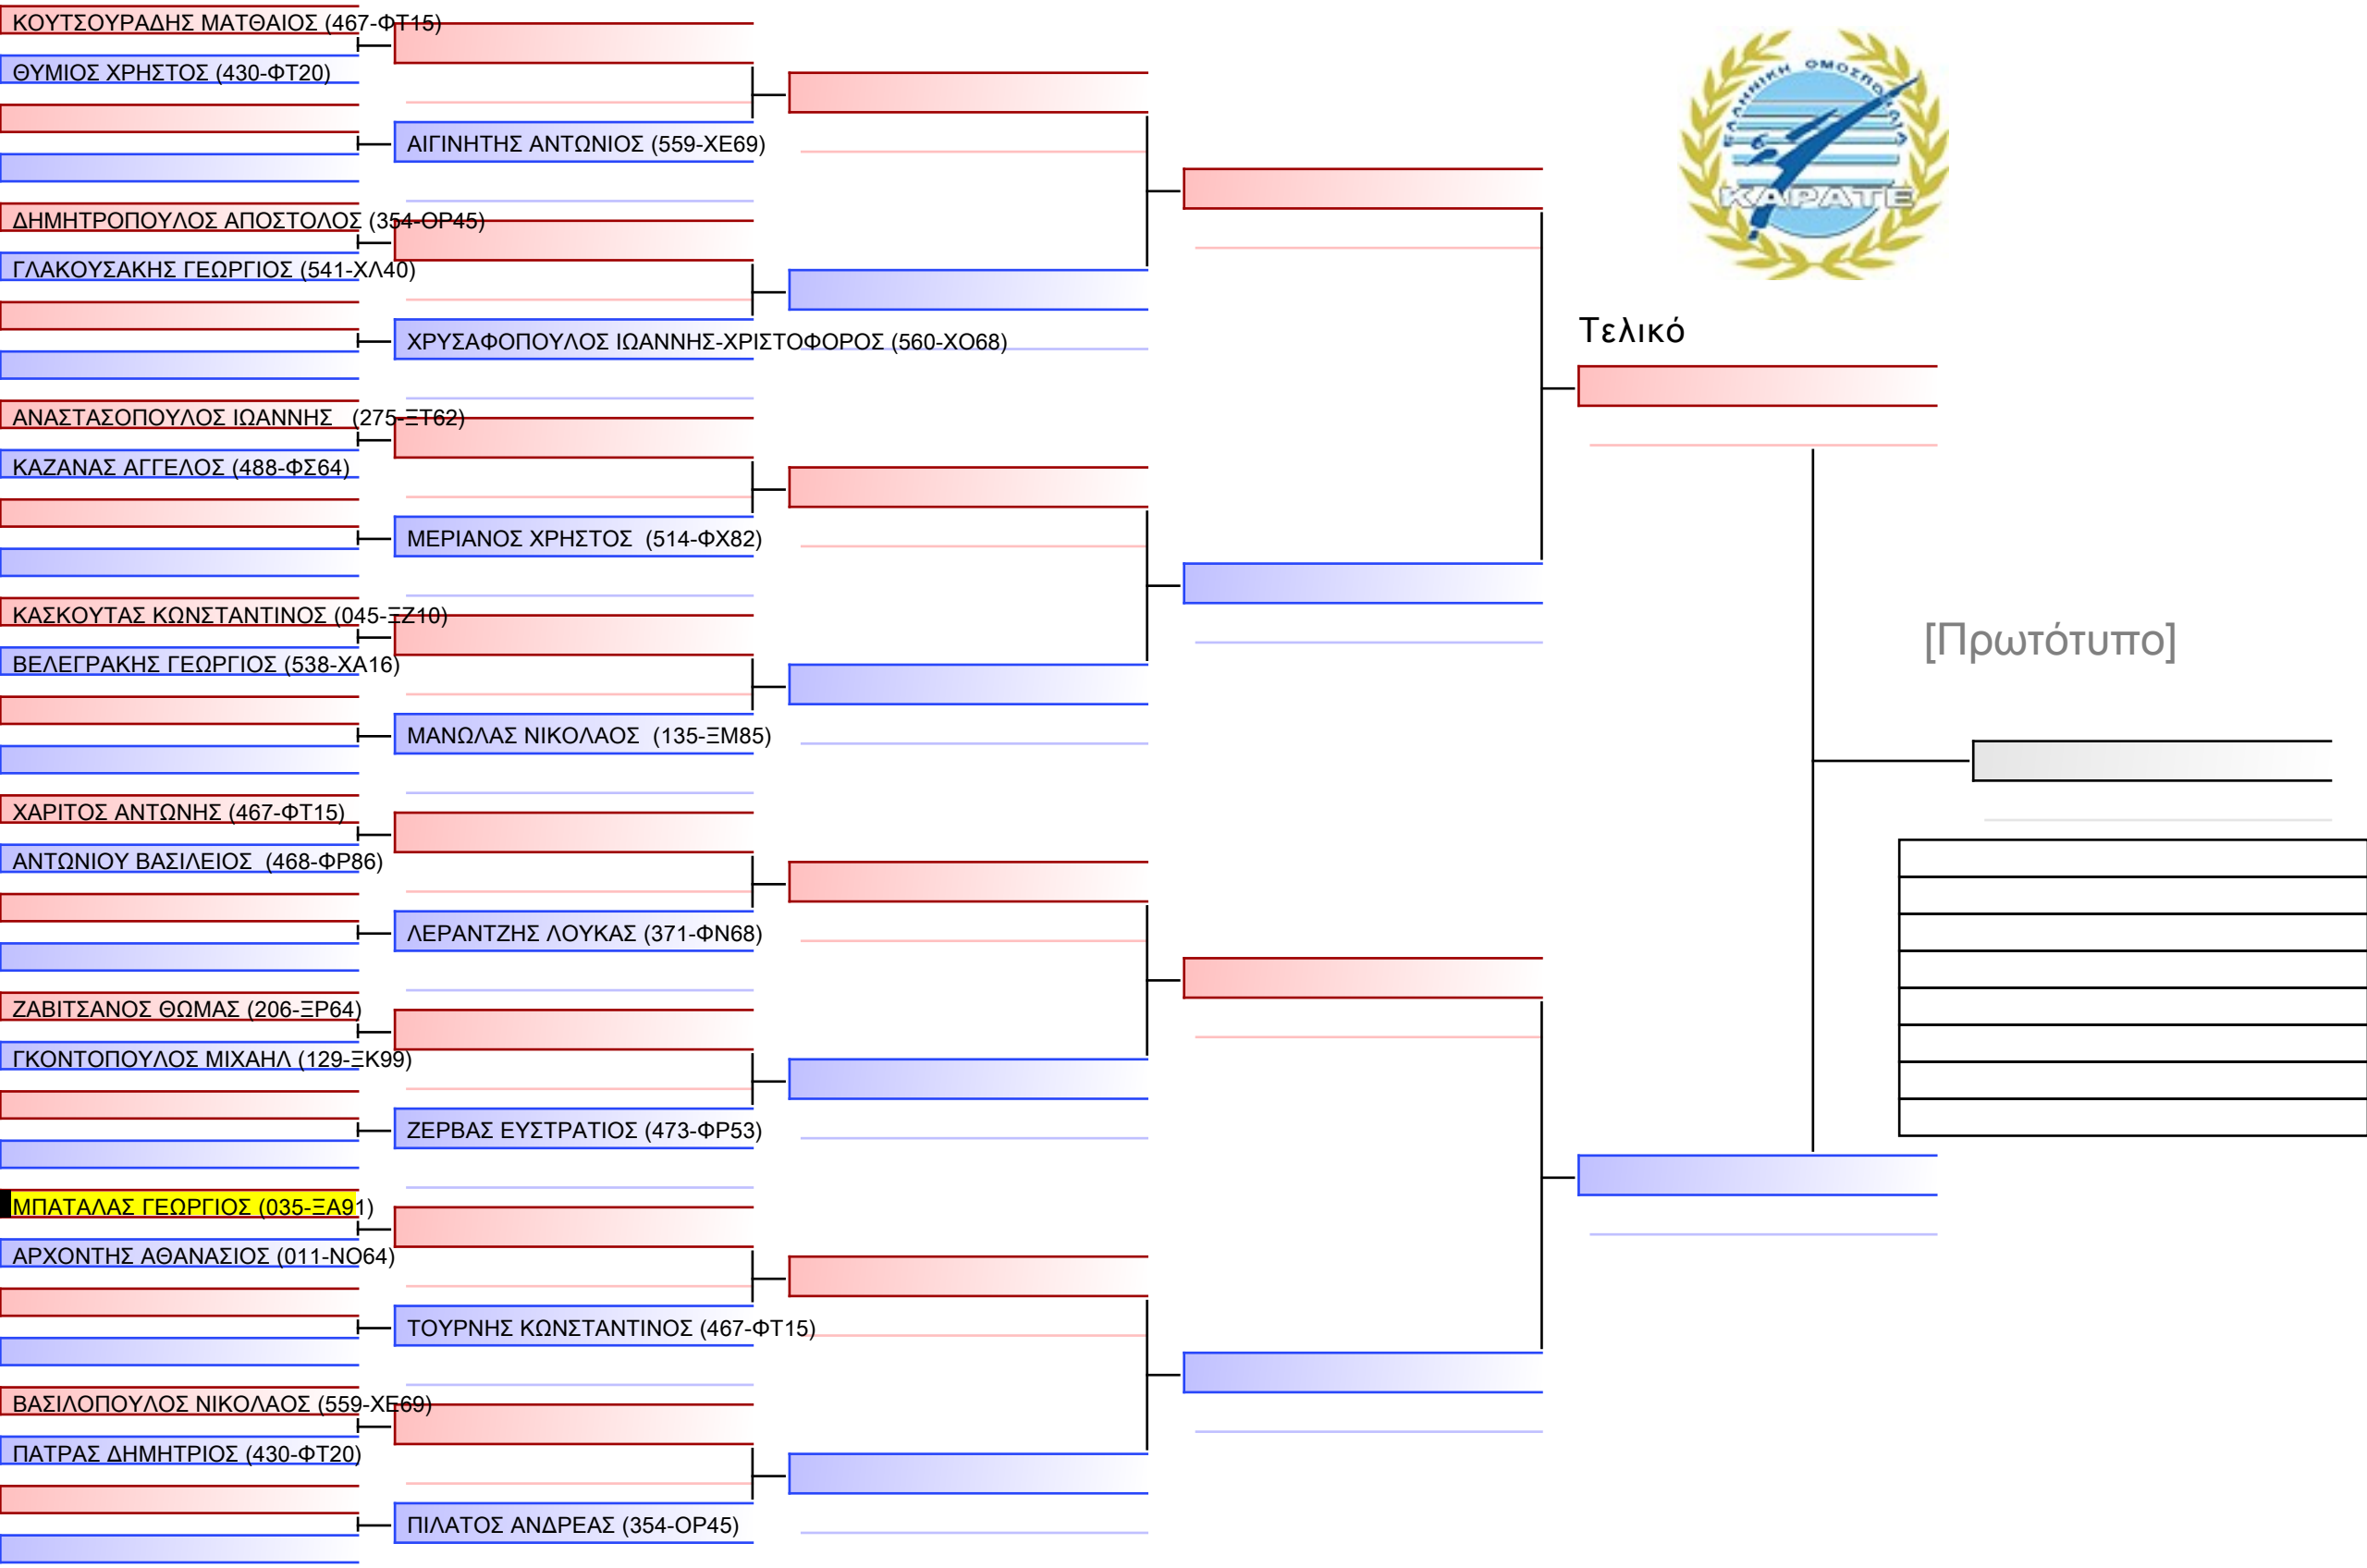 ΚΟΥΤΣΟΥΡΑΔΗΣ ΜΑΤΘΑΙΟΣ (467-ΦΤ15)
ΘΥΜΙΟΣ ΧΡΗΣΤΟΣ (430-ΦΤ20)
ΑΙΓΙΝΗΤΗΣ ΑΝΤΩΝΙΟΣ (559-ΧΕ69)
ΔΗΜΗΤΡΟΠΟΥΛΟΣ ΑΠΟΣΤΟΛΟΣ (354-ΟΡ45)
ΓΛΑΚΟΥΣΑΚΗΣ ΓΕΩΡΓΙΟΣ (541-ΧΛ40)
ΧΡΥΣΑΦΟΠΟΥΛΟΣ ΙΩΑΝΝΗΣ-ΧΡΙΣΤΟΦΟΡΟΣ (560-ΧΟ68)
ΑΝΑΣΤΑΣΟΠΟΥΛΟΣ ΙΩΑΝΝΗΣ (275-ΞΤ62)
ΚΑΖΑΝΑΣ ΑΓΓΕΛΟΣ (488-ΦΣ64)
ΜΕΡΙΑΝΟΣ ΧΡΗΣΤΟΣ (514-ΦΧ82)
ΚΑΣΚΟΥΤΑΣ ΚΩΝΣΤΑΝΤΙΝΟΣ (045-ΞΖ10)
ΒΕΛΕΓΡΑΚΗΣ ΓΕΩΡΓΙΟΣ (538-ΧΑ16)
ΜΑΝΩΛΑΣ ΝΙΚΟΛΑΟΣ (135-ΞΜ85)
ΧΑΡΙΤΟΣ ΑΝΤΩΝΗΣ (467-ΦΤ15)
ΑΝΤΩΝΙΟΥ ΒΑΣΙΛΕΙΟΣ (468-ΦΡ86)
ΛΕΡΑΝΤΖΗΣ ΛΟΥΚΑΣ (371-ΦΝ68)
ΖΑΒΙΤΣΑΝΟΣ ΘΩΜΑΣ (206-ΞΡ64)
ΓΚΟΝΤΟΠΟΥΛΟΣ ΜΙΧΑΗΛ (129-ΞΚ99)
ΖΕΡΒΑΣ ΕΥΣΤΡΑΤΙΟΣ (473-ΦΡ53)
ΜΠΑΤΑΛΑΣ ΓΕΩΡΓΙΟΣ (035-ΞΑ91)
ΑΡΧΟΝΤΗΣ ΑΘΑΝΑΣΙΟΣ (011-ΝΟ64)
ΤΟΥΡΝΗΣ ΚΩΝΣΤΑΝΤΙΝΟΣ (467-ΦΤ15)
ΒΑΣΙΛΟΠΟΥΛΟΣ ΝΙΚΟΛΑΟΣ (559-ΧΕ69)
ΠΑΤΡΑΣ ΔΗΜΗΤΡΙΟΣ (430-ΦΤ20)
ΠΙΛΑΤΟΣ ΑΝΔΡΕΑΣ (354-ΟΡ45)
ΕΛΛΗΝΙΚΗ ΟΜΟΣΠΟΝΔΙΑ
ΚΑΡΑΤΕ
Τελικό
[Πρωτότυπο]